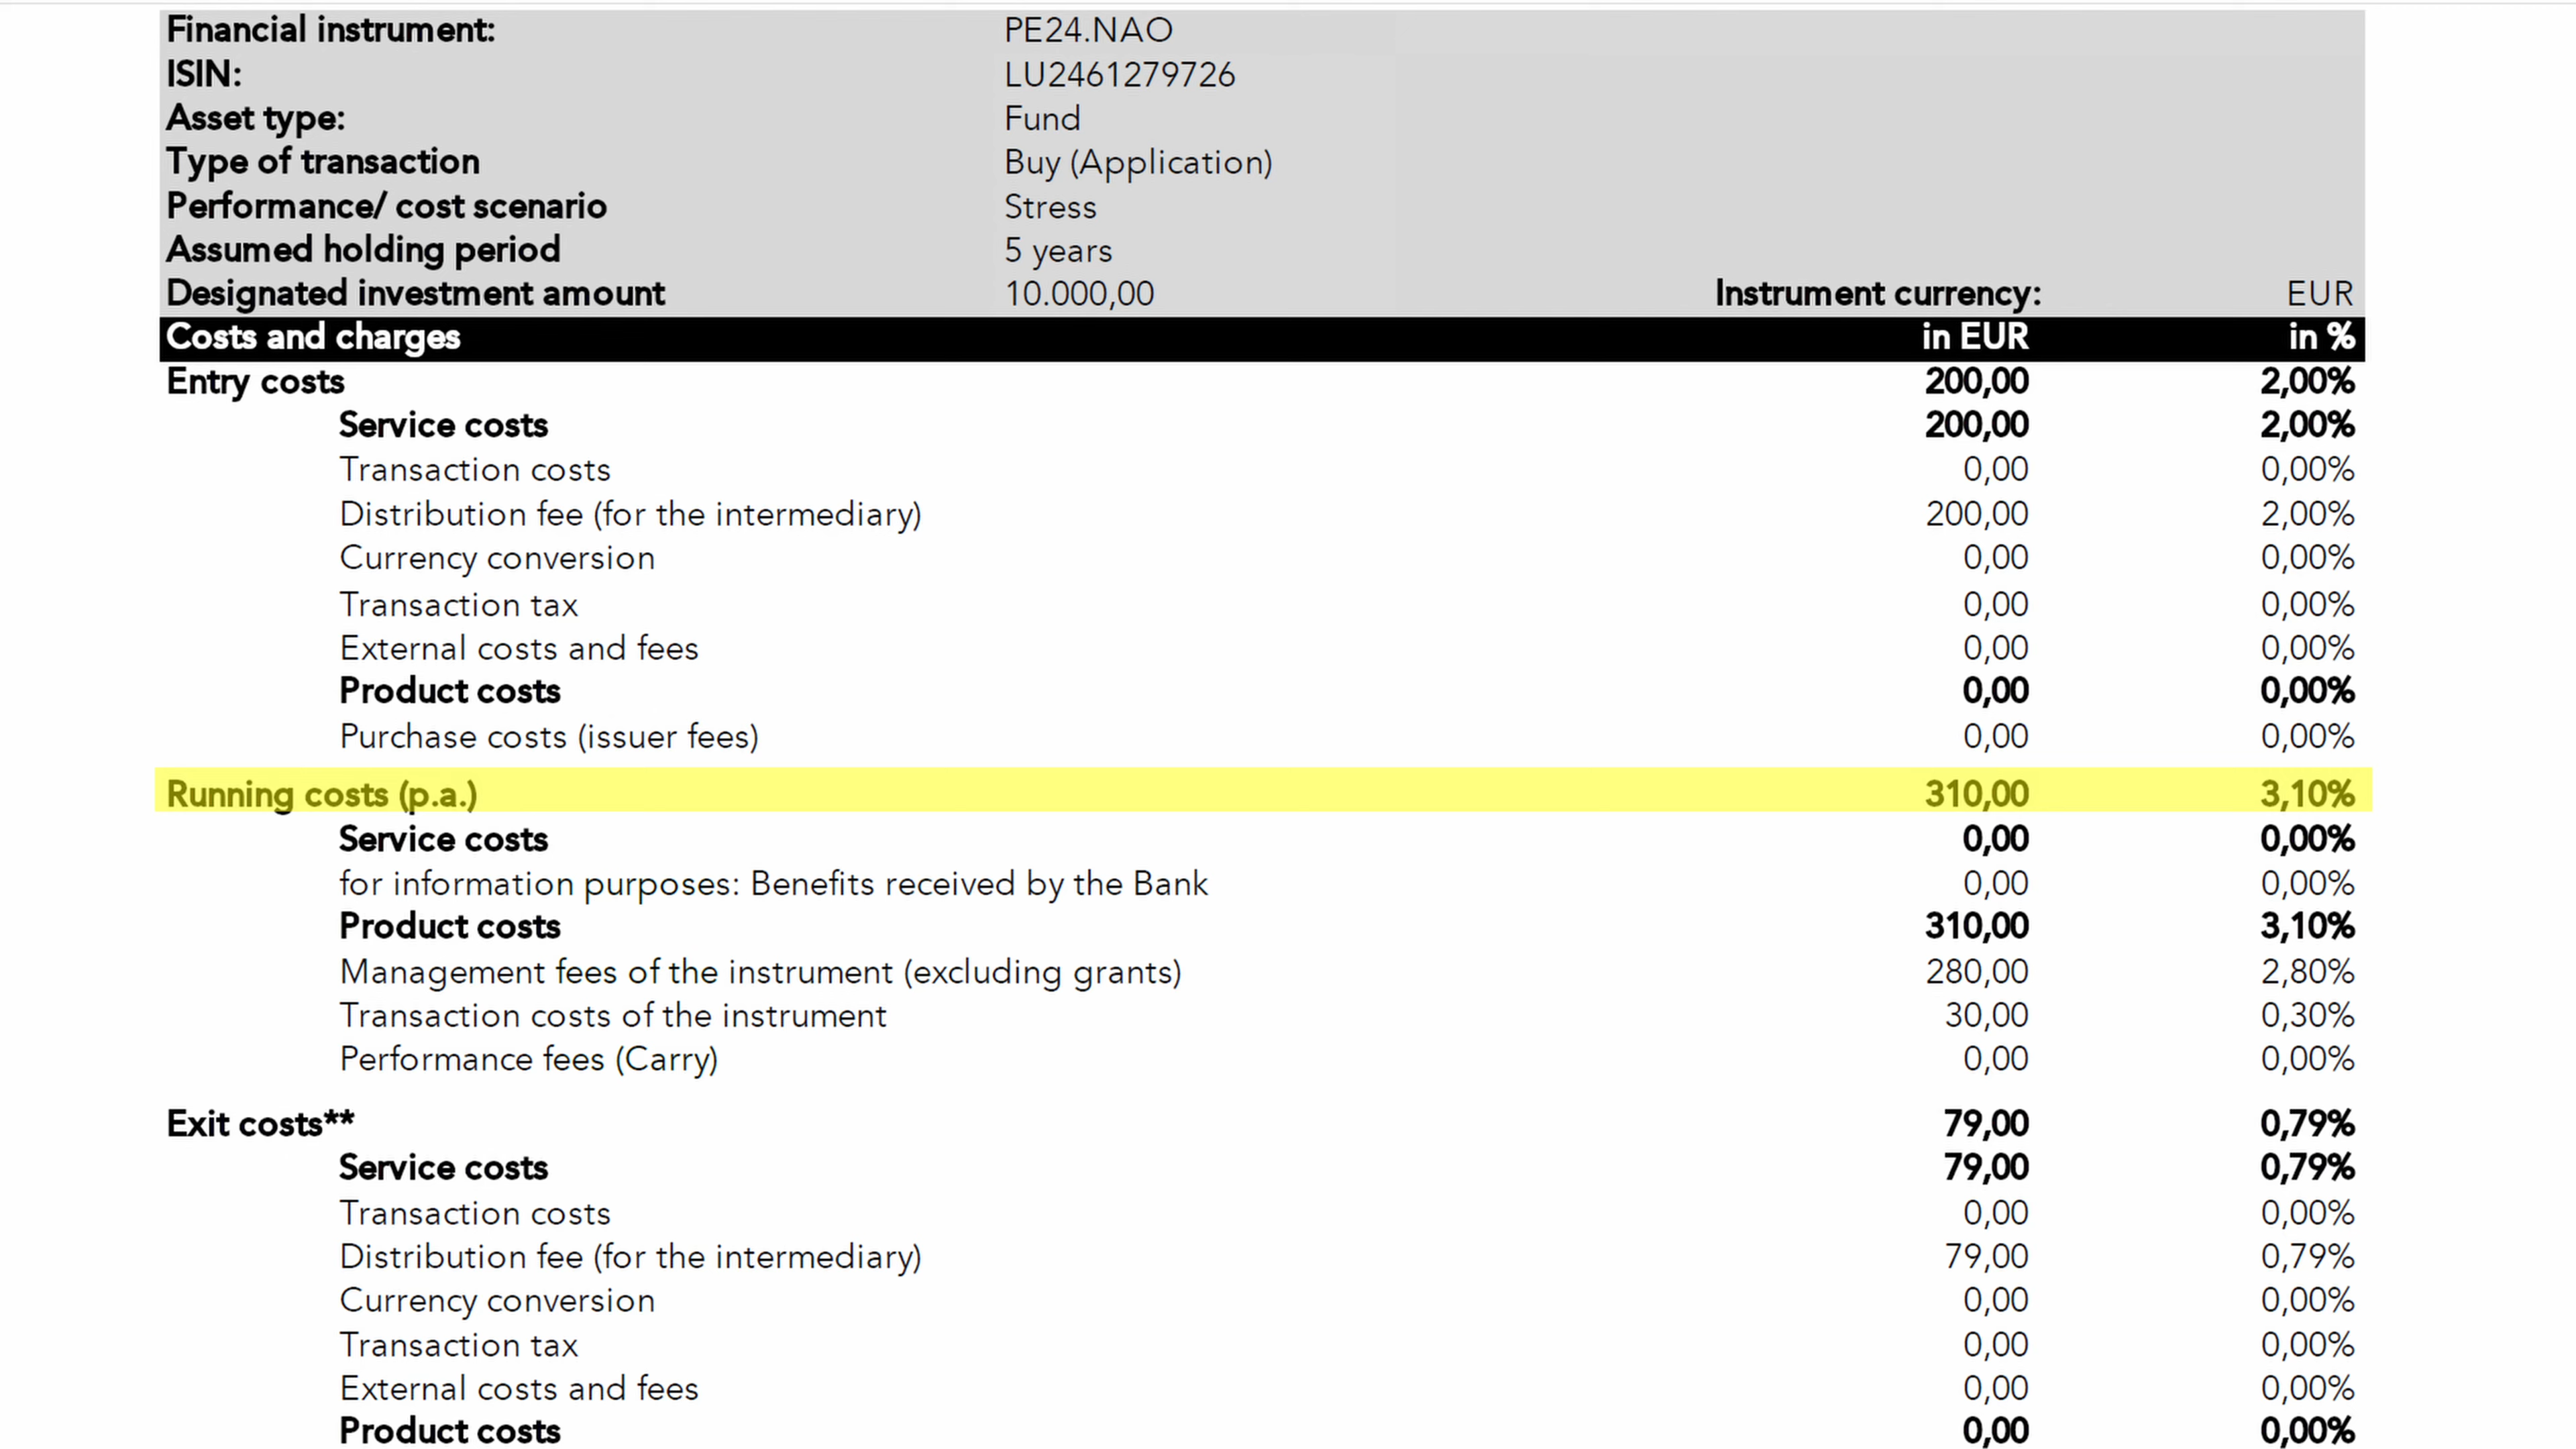 Financial instrument: PE24.NAO
ISIN: LU2461279726
Asset type: Fund
Type of transaction Buy (Application)
Performance/ cost scenario Stress
Assumed holding period 5 years
Designated investment amount 10.000,00 Instrument currency: EUR
Costs and charges in EUR in %
Entry costs 200,00 2,00%
Service costs 200,00 2,00%
Transaction costs 0,00 0,00%
Distribution fee (for the intermediary) 200,00 2,00%
Currency conversion 0,00 0,00%
Transaction tax 0,00 0,00%
External costs and fees 0,00 0,00%
Product costs 0,00 0,00%
Purchase costs (issuer fees) 0,00 0,00%
Running costs (p.a.) 310,00 3,10%
Service costs 0,00 0,00%
for information purposes: Benefits received by the Bank 0,00 0,00%
Product costs 310,00 3,10%
Management fees of the instrument (excluding grants) 280,00 2,80%
Transaction costs of the instrument 30,00 0,30%
Performance fees (Carry) 0,00 0,00%
Exit costs** 79,00 0,79%
Service costs 79,00 0,79%
Transaction costs 0,00 0,00%
Distribution fee (for the intermediary) 79,00 0,79%
Currency conversion 0,00 0,00%
Transaction tax 0,00 0,00%
External costs and fees 0,00 0,00%
Product costs 0,00 0,00%